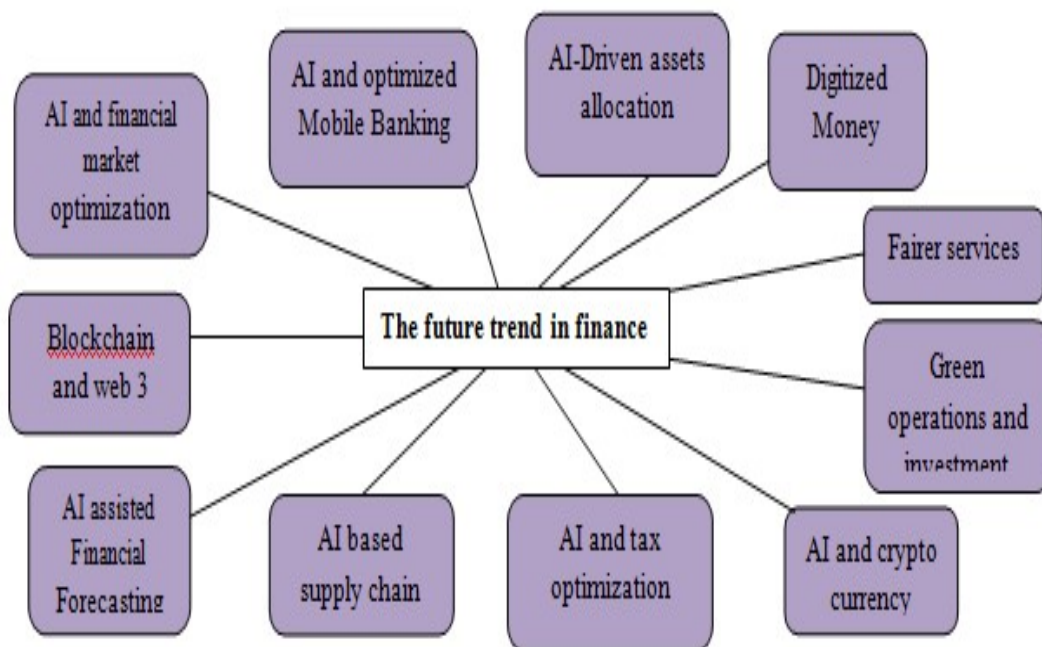 AI and financial
market
optimization
AI and optimized
Mobile Banking
AI-Driven assets
allocation
Digitized
Money
Fairer services
Green
operations and
investment
The future trend in finance
Blockchain
and web 3
AI assisted
Financial
Forecasting
AI based
supply chain
AI and tax
optimization
AI and crypto
currency